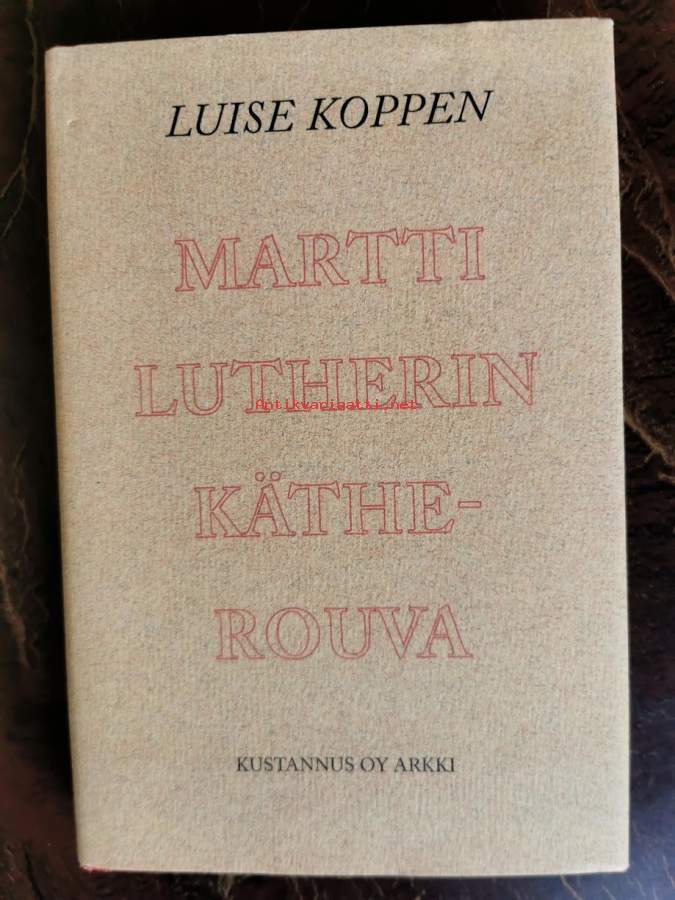 LUISE KOPPEN
MARTTI
LUTHERIN
Antikvariaatti.net
KÄTHE-
ROUVA
KUSTANNUS OY ARKKI